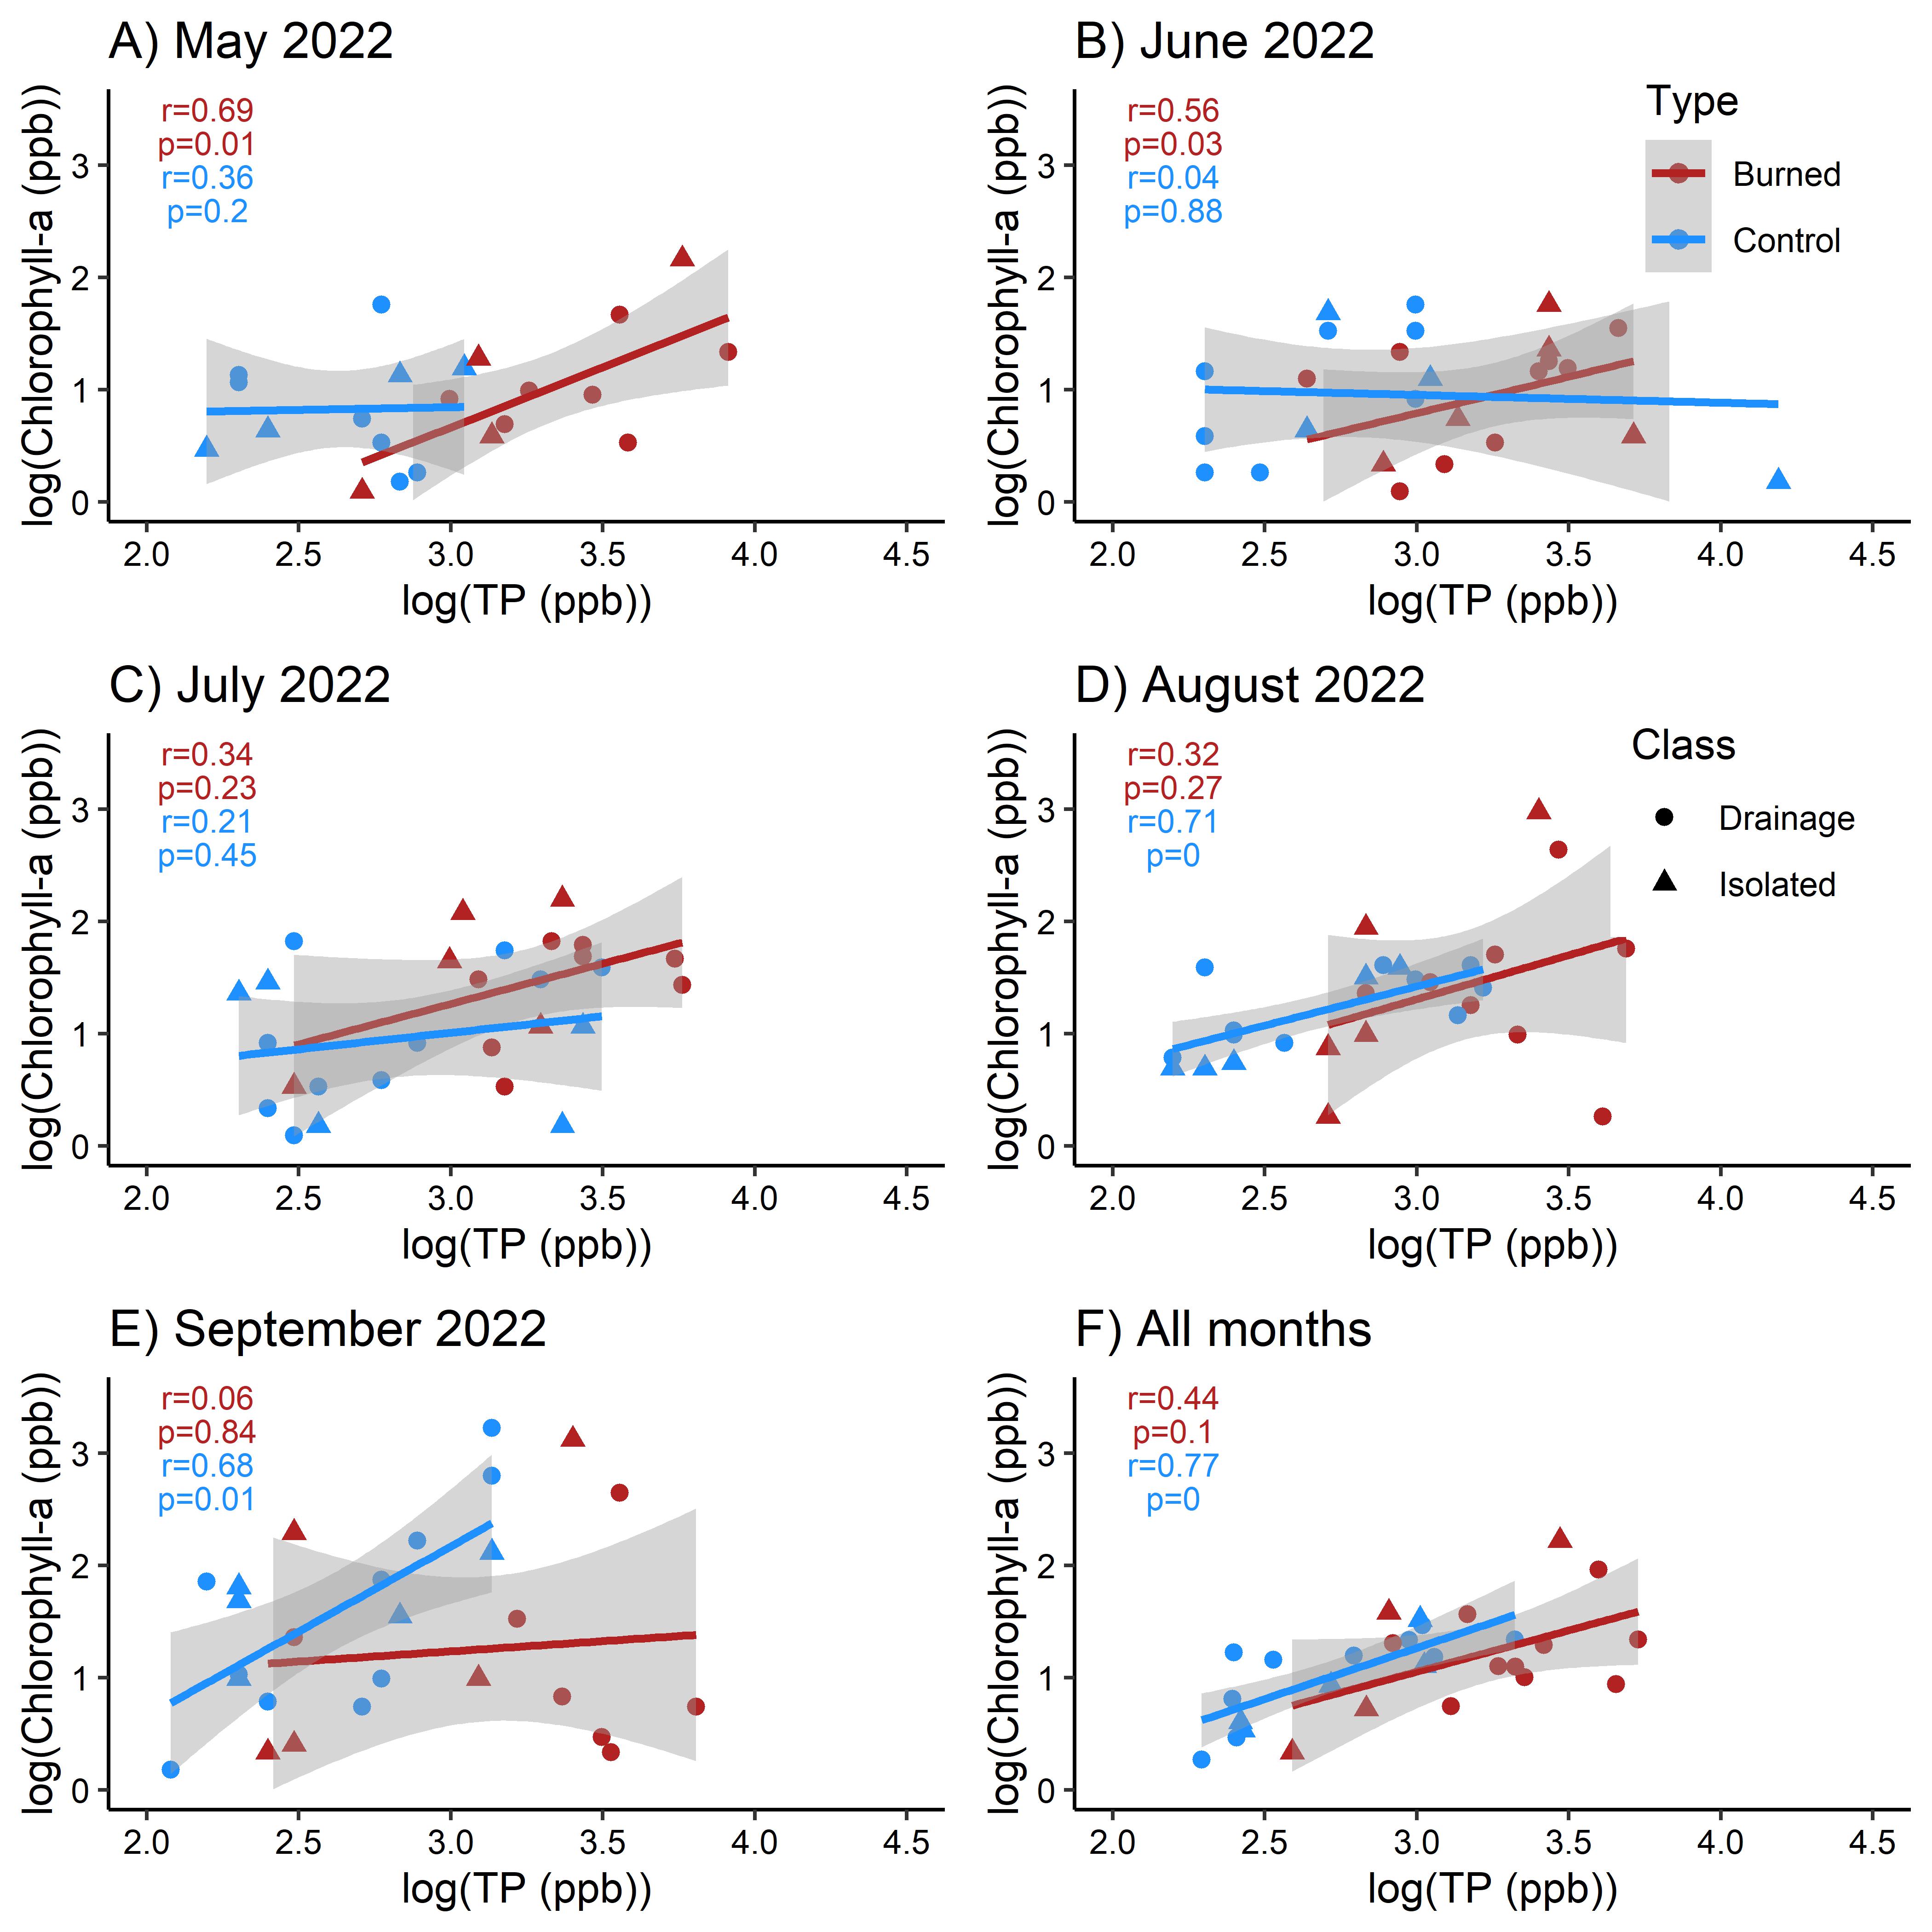 A) May 2022
r=0.69
p=0.01
r=0.36
p=0.2
log(Chlorophyll-a (ppb))
3
2
1
0
2.0 2.5 3.0 3.5 4.0 4.5
log(TP (ppb))
B) June 2022
r=0.56
p=0.03
r=0.04
p=0.88
Type
Burned
Control
log(Chlorophyll-a (ppb))
3
2
1
0
2.0 2.5 3.0 3.5 4.0 4.5
log(TP (ppb))
C) July 2022
r=0.34
p=0.23
r=0.21
p=0.45
log(Chlorophyll-a (ppb))
3
2
1
0
2.0 2.5 3.0 3.5 4.0 4.5
log(TP (ppb))
D) August 2022
r=0.32
p=0.27
r=0.71
p=0
Class
Drainage
Isolated
log(Chlorophyll-a (ppb))
3
2
1
0
2.0 2.5 3.0 3.5 4.0 4.5
log(TP (ppb))
E) September 2022
r=0.06
p=0.84
r=0.68
p=0.01
log(Chlorophyll-a (ppb))
3
2
1
0
2.0 2.5 3.0 3.5 4.0 4.5
log(TP (ppb))
F) All months
r=0.44
p=0.1
r=0.77
p=0
log(Chlorophyll-a (ppb))
3
2
1
0
2.0 2.5 3.0 3.5 4.0 4.5
log(TP (ppb))